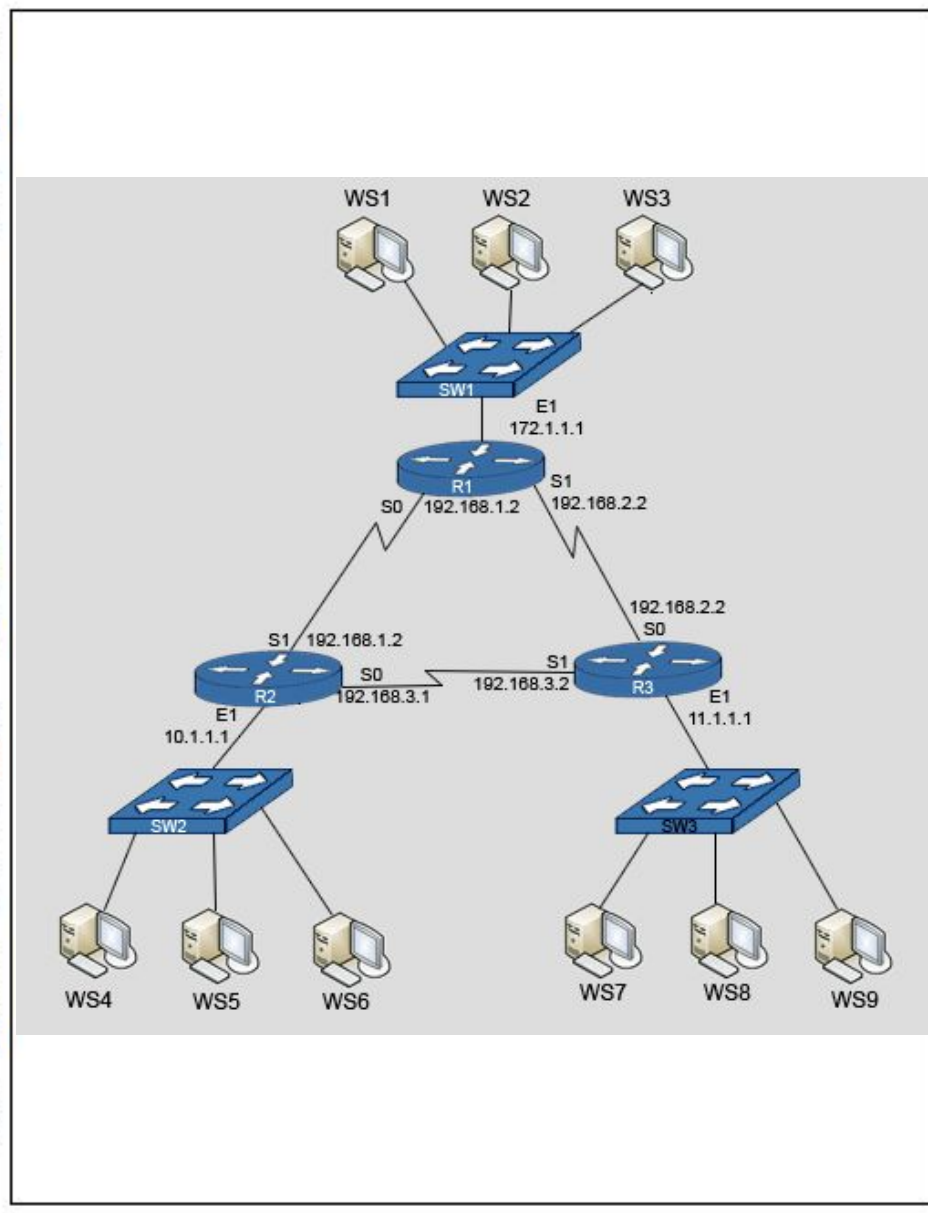 WS1
WS2
WS3
SW1
E1
172.1.1.1
R1
S0
192.168.1.2
S1
192.168.2.2
192.168.2.2
S0
S1
192.168.1.2
R2
S0
192.168.3.1
S1
192.168.3.2
R3
E1
10.1.1.1
E1
11.1.1.1
SW2
SW3
WS4
WS5
WS6
WS7
WS8
WS9